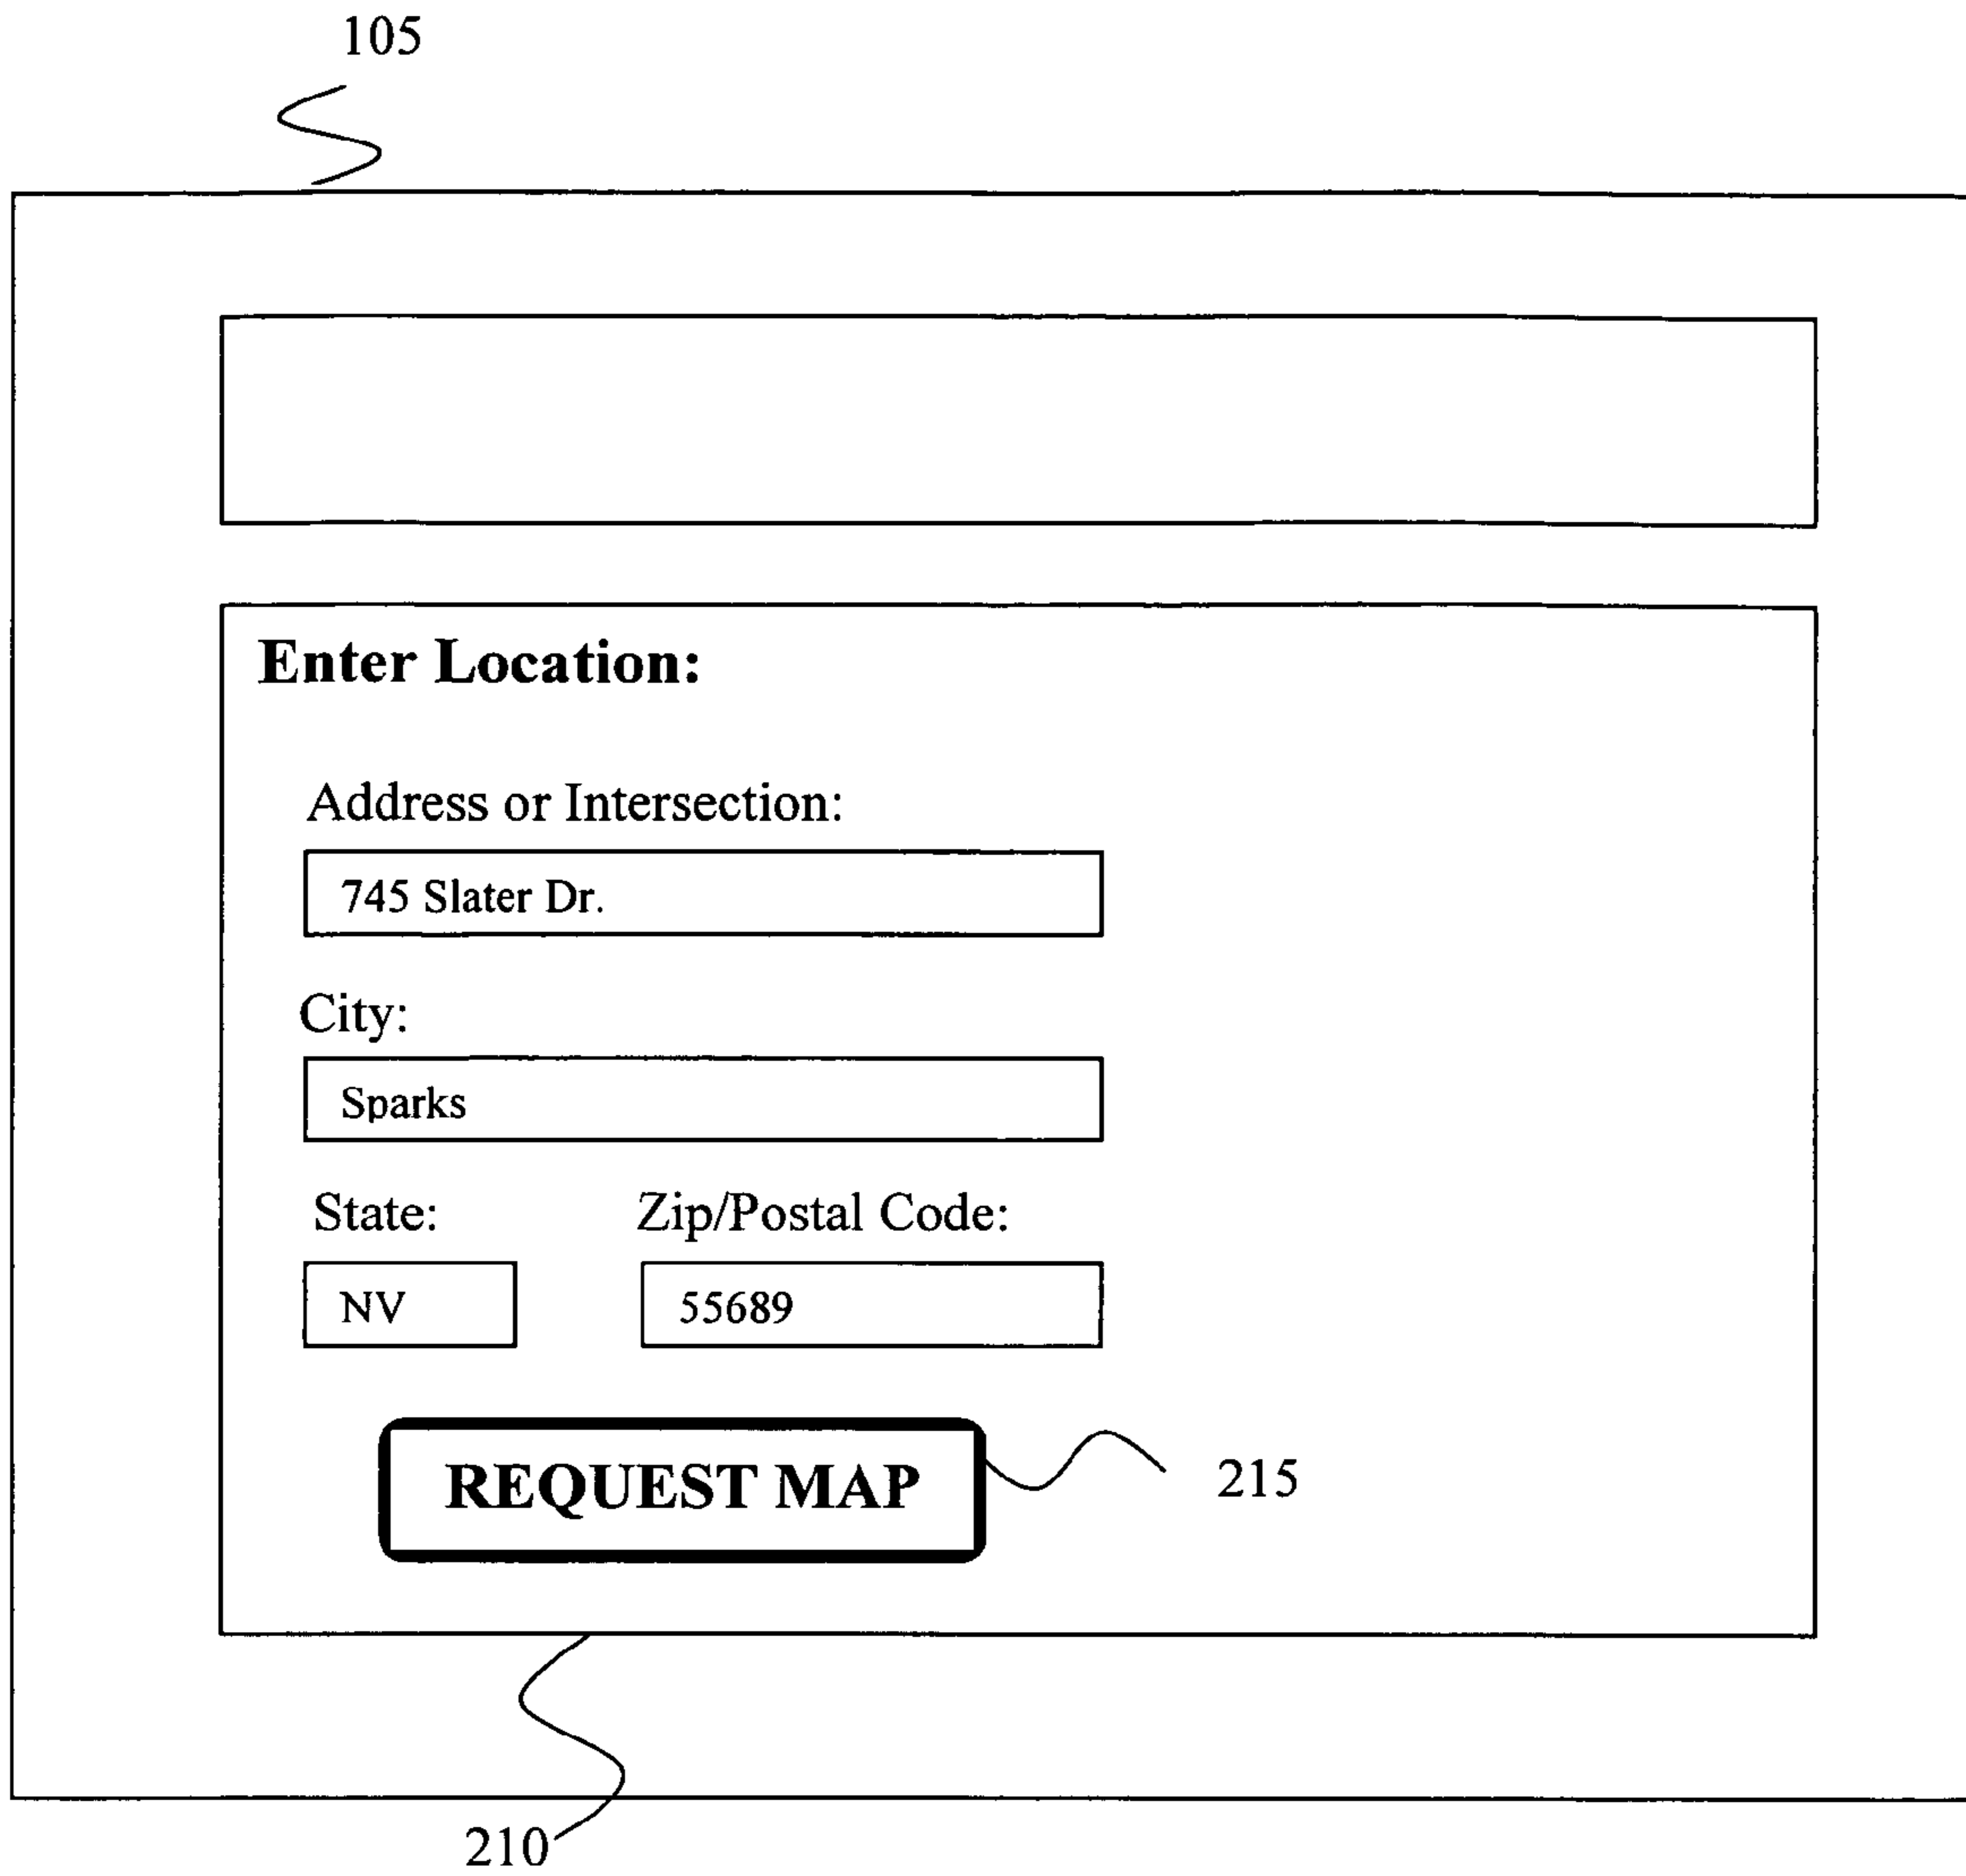 105
Enter Location:
Address or Intersection:
745 Slater Dr.
City:
Sparks
State: Zip/Postal Code:
NV 55689
REQUEST MAP 215
210